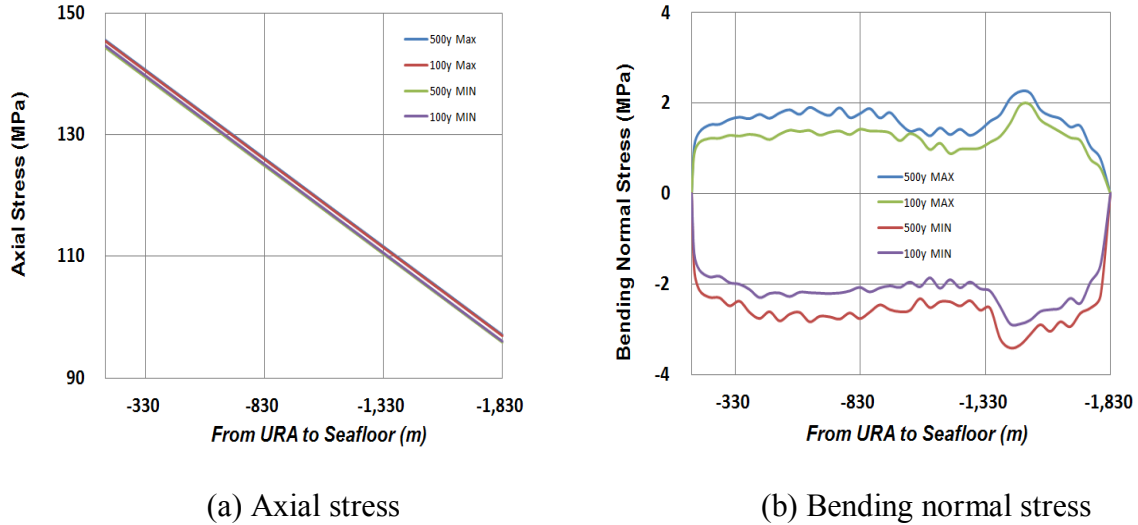 150
130
110
90
Axial Stress (MPa)
500y Max
100y Max
500y MIN
100y MIN
-330
-830
-1,330
-1,830
From URA to Seafloor (m)
(a) Axial stress
4
2
0
-2
-4
Bending Normal Stress (MPa)
500y MAX
100y MAX
500y MIN
100y MIN
-330
-830
-1,330
-1,830
From URA to Seafloor (m)
(b) Bending normal stress